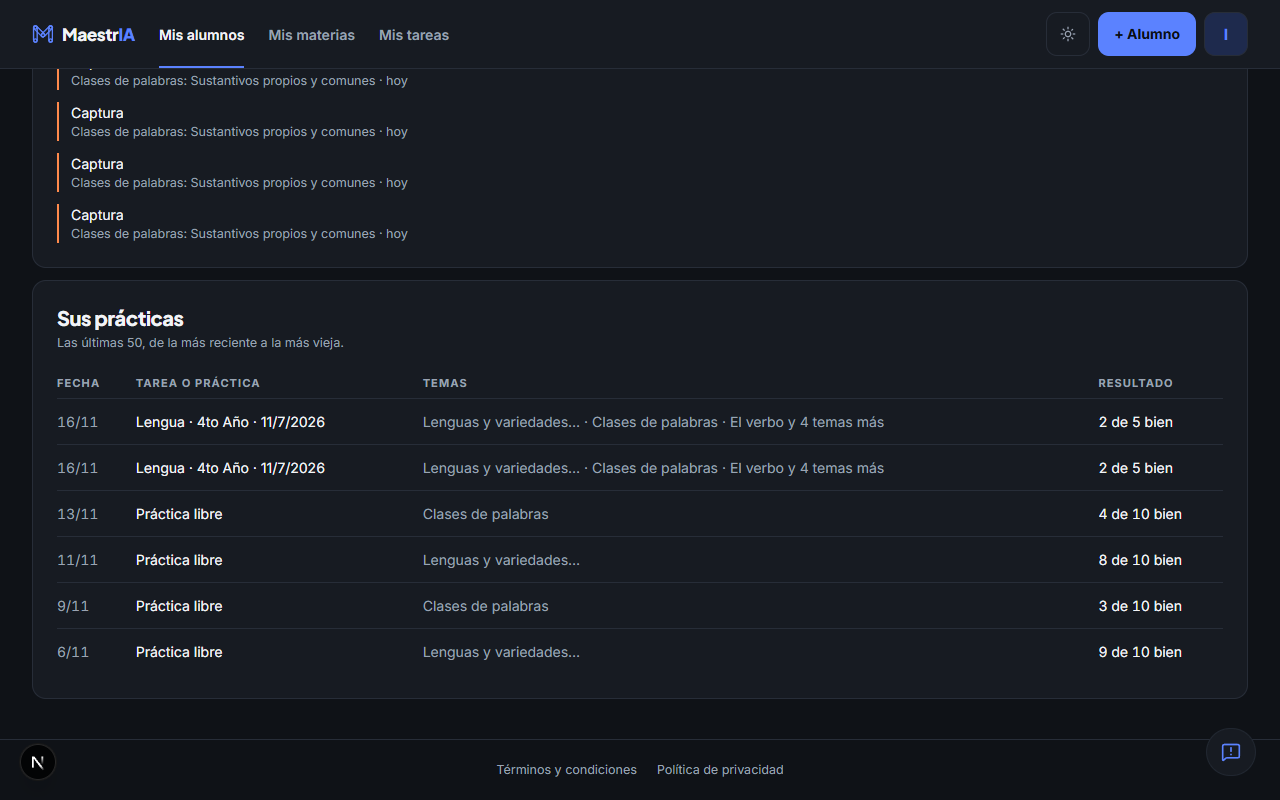 MaestrIA
Mis alumnos
Mis materias
Mis tareas
+ Alumno
I
Clases de palabras: Sustantivos propios y comunes · hoy
Captura
Clases de palabras: Sustantivos propios y comunes · hoy
Captura
Clases de palabras: Sustantivos propios y comunes · hoy
Captura
Clases de palabras: Sustantivos propios y comunes · hoy
Sus prácticas
Las últimas 50, de la más reciente a la más vieja.
FECHA TAREA O PRÁCTICA TEMAS RESULTADO
16/11 Lengua · 4to Año · 11/7/2026 Lenguas y variedades... · Clases de palabras · El verbo y 4 temas más 2 de 5 bien
16/11 Lengua · 4to Año · 11/7/2026 Lenguas y variedades... · Clases de palabras · El verbo y 4 temas más 2 de 5 bien
13/11 Práctica libre Clases de palabras 4 de 10 bien
11/11 Práctica libre Lenguas y variedades... 8 de 10 bien
9/11 Práctica libre Clases de palabras 3 de 10 bien
6/11 Práctica libre Lenguas y variedades... 9 de 10 bien
N
Términos y condiciones Política de privacidad